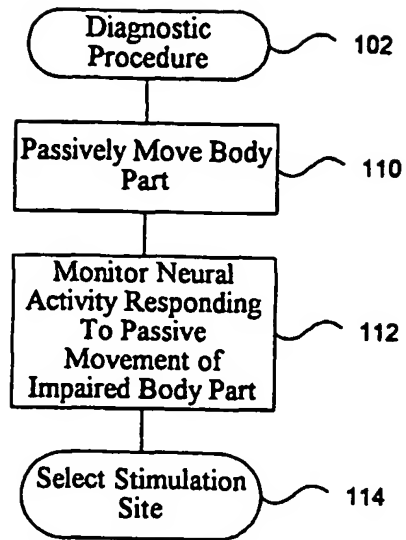 Diagnostic
Procedure
102
Passively Move Body
Part
110
Monitor Neural
Activity Responding
To Passive
Movement of
Impaired Body Part
112
Select Stimulation
Site
114